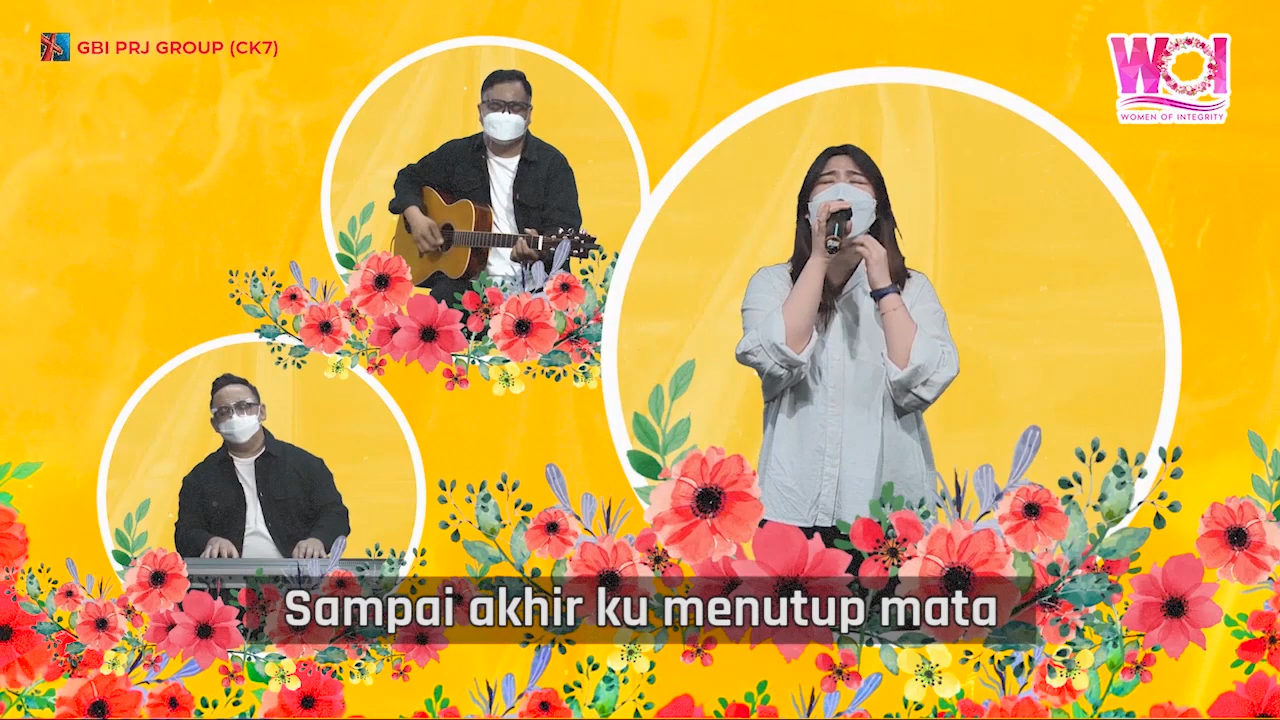 GBI PRJ GROUP (CK7)
WOI
WOMEN OF INTEGRITY
Sampai akhir ku menutup mata